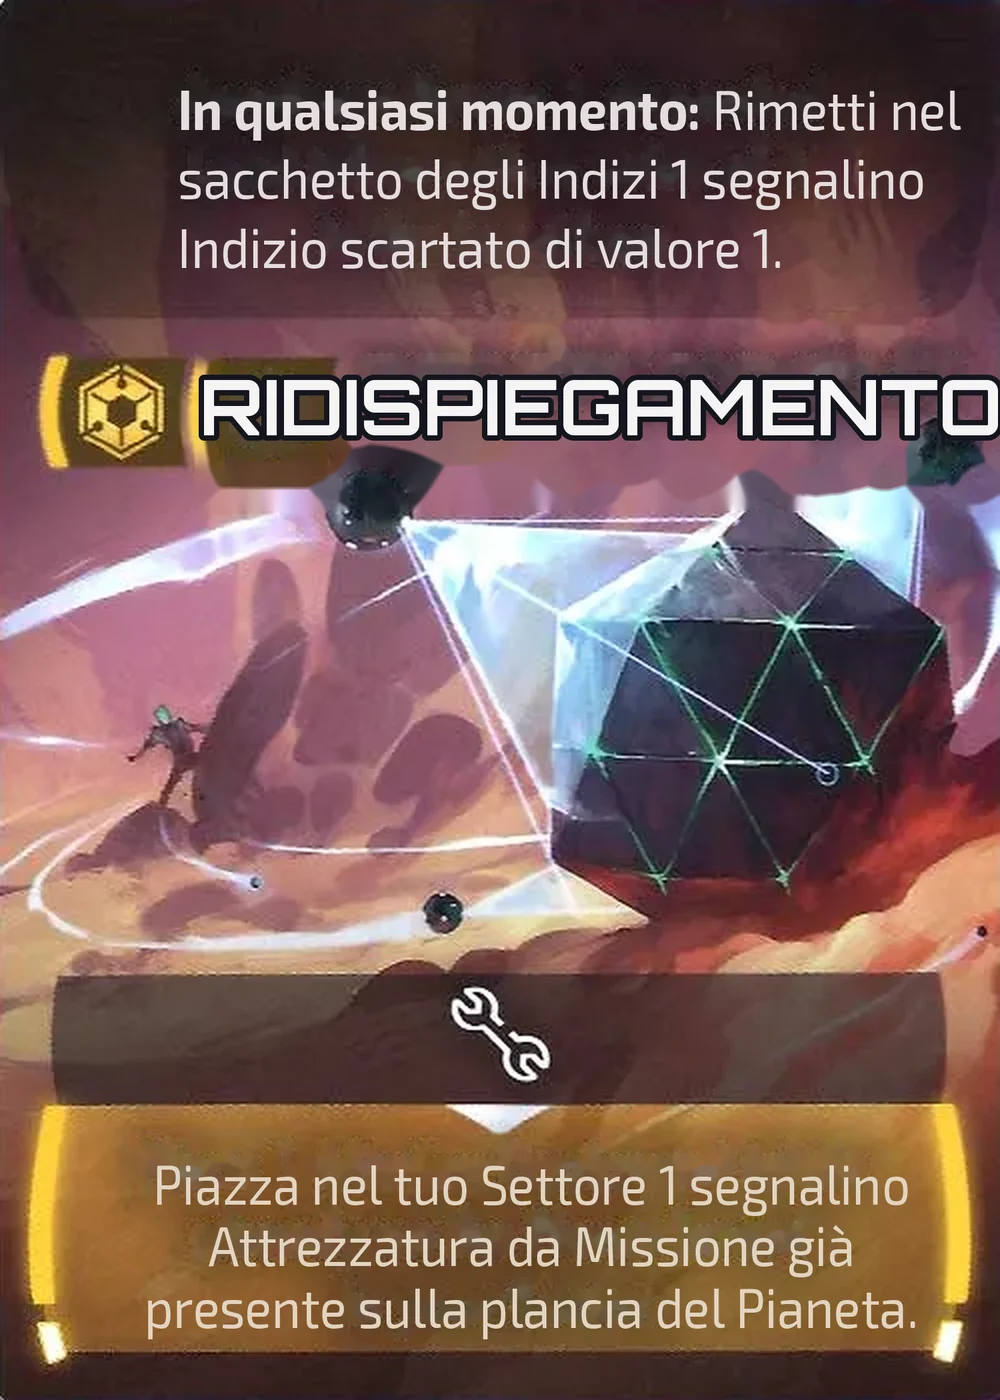 In qualsiasi momento: Rimetti nel
sacchetto degli Indizi 1 segnalino
Indizio scartato di valore 1.
RIDISPIEGAMENTO
Piazza nel tuo Settore 1 segnalino
Attrezzatura da Missione già
presente sulla plancia del Pianeta.